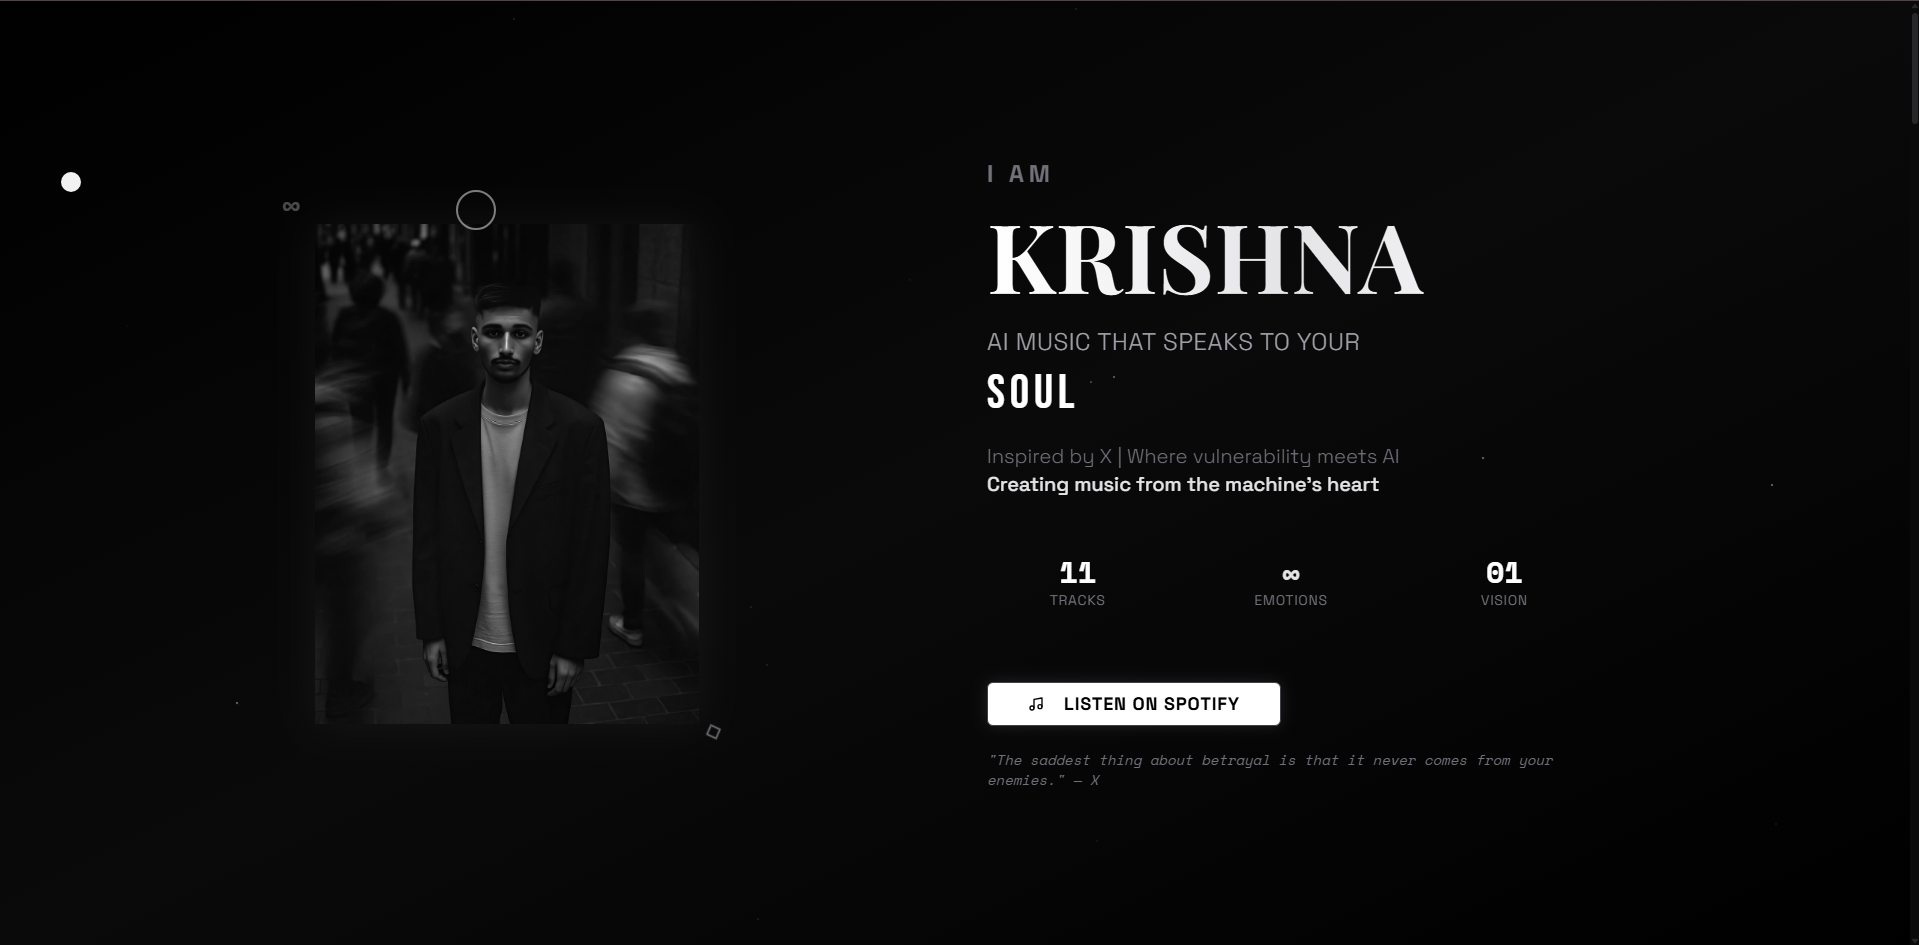 I AM
KRISHNA
AI MUSIC THAT SPEAKS TO YOUR
SOUL
Inspired by X | Where vulnerability meets AI
Creating music from the machine's heart
11
TRACKS
∞
EMOTIONS
01
VISION
LISTEN ON SPOTIFY
"The saddest thing about betrayal is that it never comes from your
enemies." — X
∞